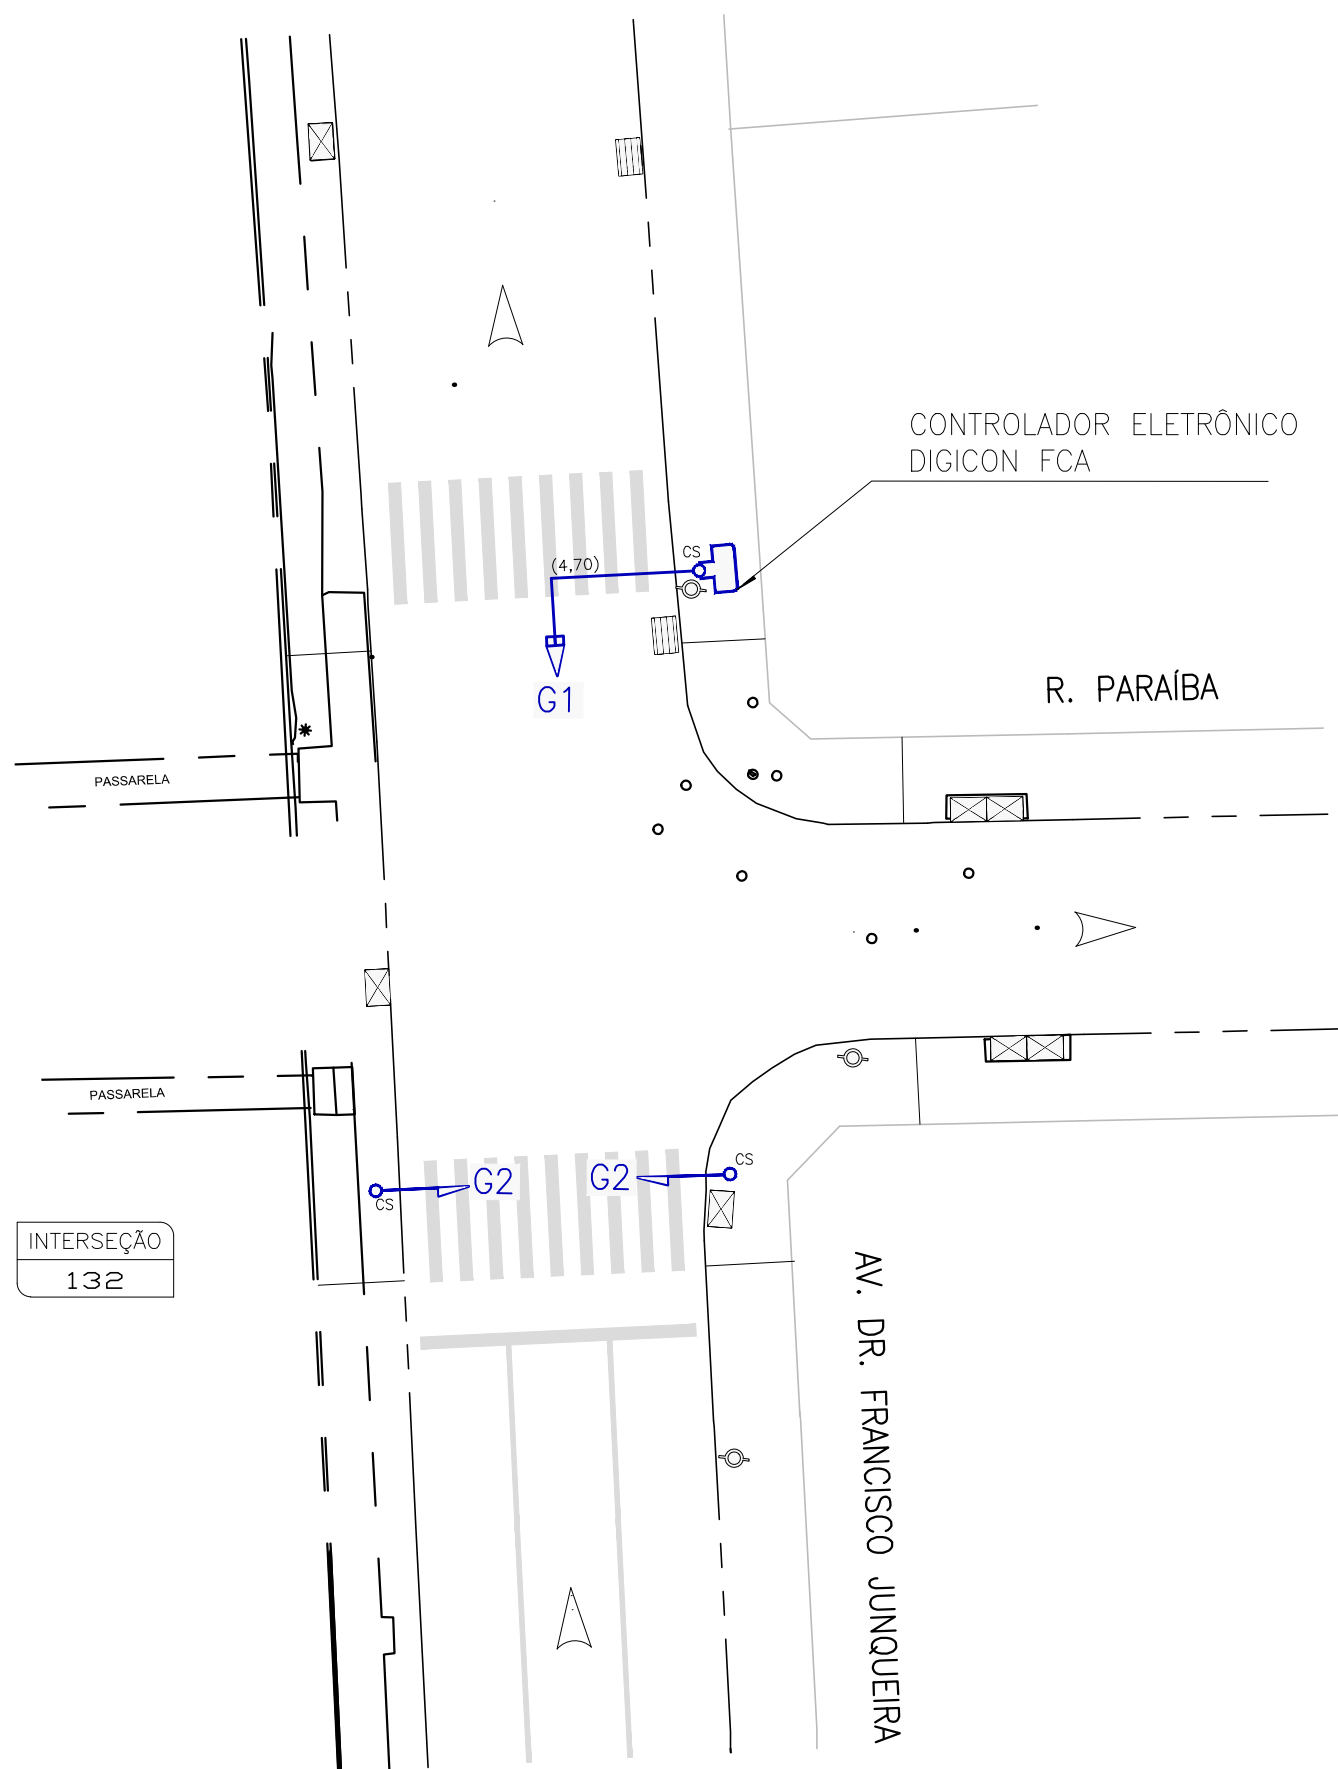 CONTROLADOR ELETRÔNICO
DIGICON FCA
CS
(4,70)
G1
R. PARAÍBA
PASSARELA
PASSARELA
CS
G2
G2
CS
INTERSEÇÃO
132
AV. DR. FRANCISCO JUNQUEIRA